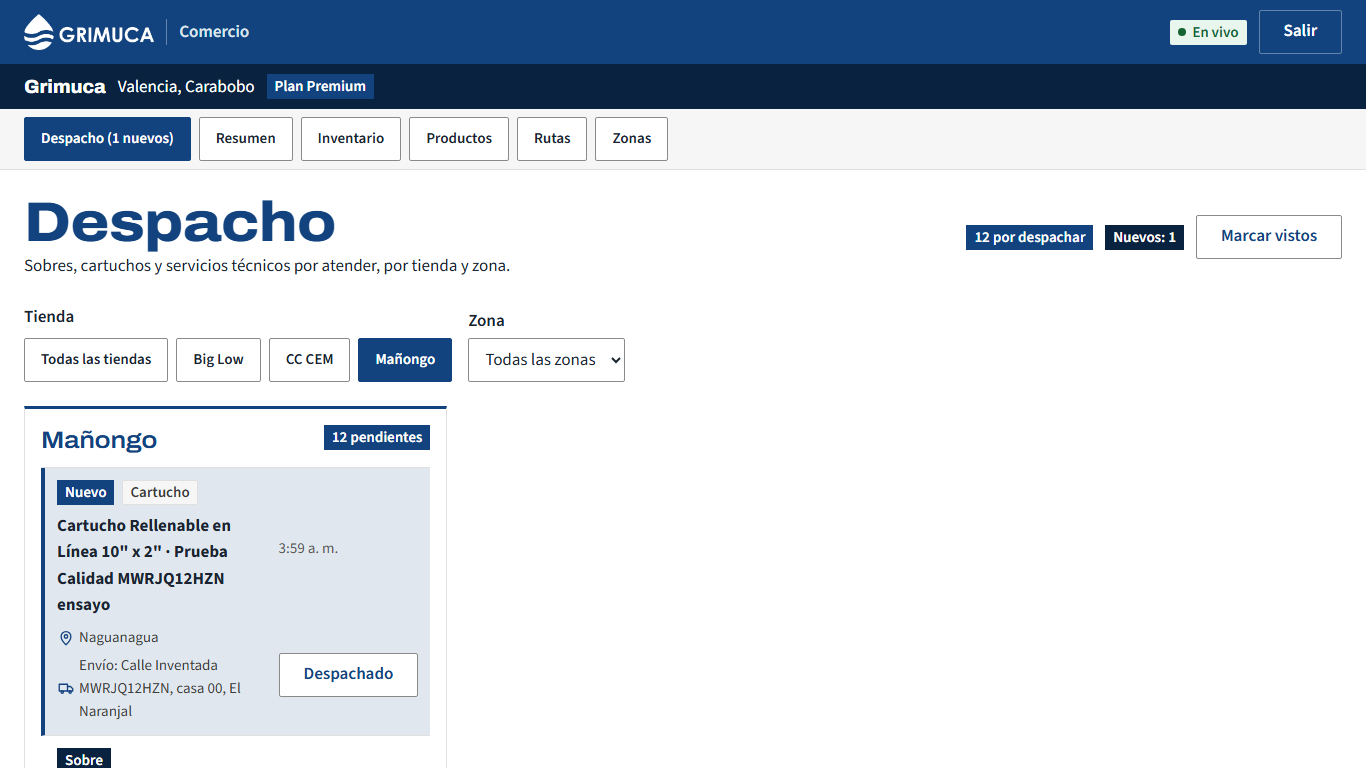 GRIMUCA
Comercio
En vivo
Salir
Grimuca Valencia, Carabobo Plan Premium
Despacho (1 nuevos) Resumen Inventario Productos Rutas Zonas
Despacho
Sobres, cartuchos y servicios técnicos por atender, por tienda y zona.
12 por despachar Nuevos: 1 Marcar vistos
Tienda
Todas las tiendas Big Low CC CEM Mañongo
Zona
Todas las zonas
Mañongo
12 pendientes
Nuevo Cartucho
Cartucho Rellenable en
Línea 10" x 2" · Prueba
Calidad MWRJQ12HZN
ensayo
3:59 a. m.
Naguanagua
Envío: Calle Inventada
MWRJQ12HZN, casa 00, El
Naranjal
Despachado
Sobre